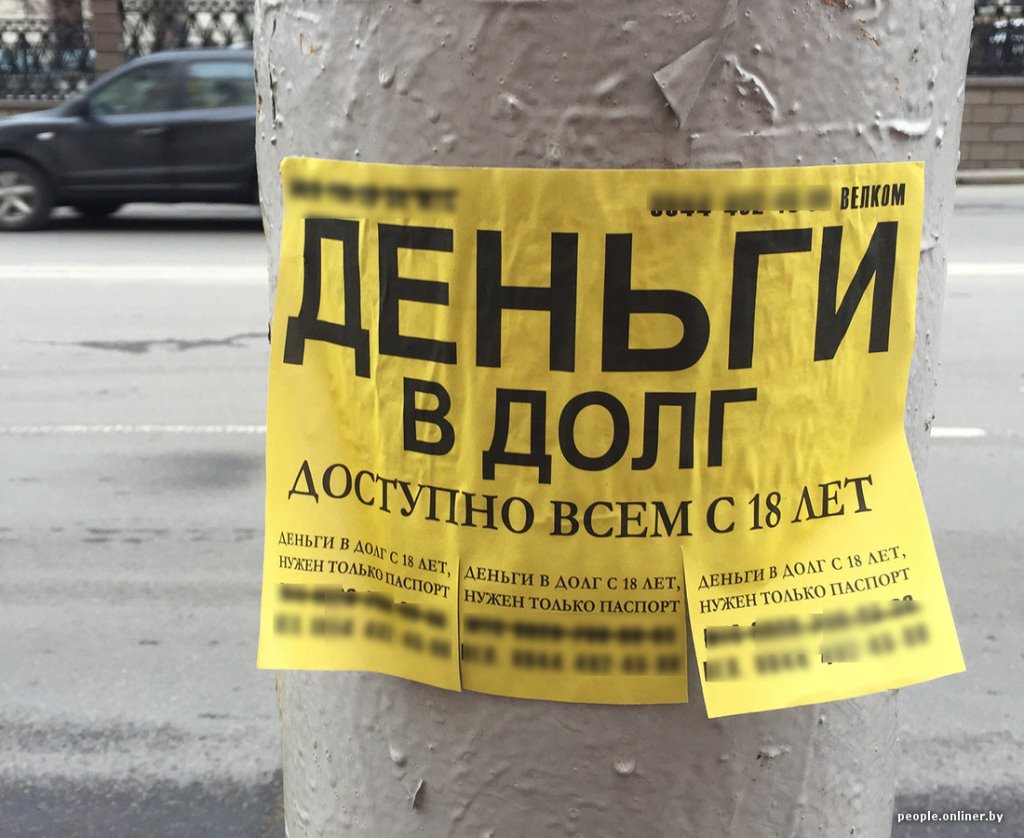 ВЕЛКОМ
ДЕНЬГИ
В ДОЛГ
ДОСТУПНО ВСЕМ С 18 ЛЕТ
ДЕНЬГИ В ДОЛГ С 18 ЛЕТ,
НУЖЕН ТОЛЬКО ПАСПОРТ
ДЕНЬГИ В ДОЛГ С 18 ЛЕТ,
НУЖЕН ТОЛЬКО ПАСПОРТ
ДЕНЬГИ В ДОЛГ С 18 ЛЕТ,
НУЖЕН ТОЛЬКО ПАСПОРТ
people.onliner.by